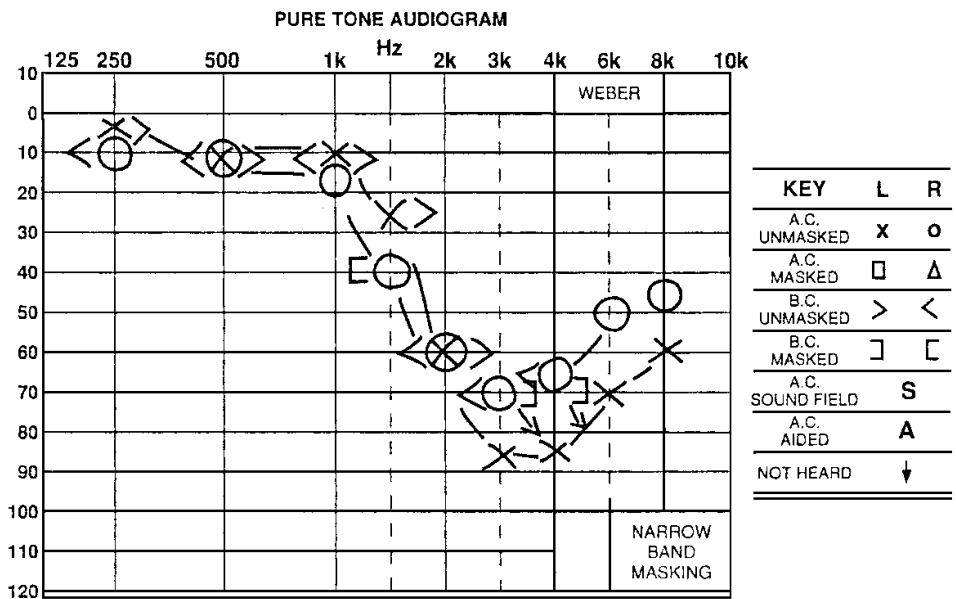 PURE TONE AUDIOGRAM
Hz
125 250 500 1k 2k 3k 4k 6k 8k 10k
10
0
10
20
30
40
50
60
70
80
90
100
110
120
WEBER
NARROW
BAND
MASKING
KEY L R
A.C.
UNMASKED x o
A.C.
MASKED □ Δ
B.C.
UNMASKED > <
B.C.
MASKED ] [
A.C.
SOUND FIELD S
A.C.
AIDED A
NOT HEARD ↓